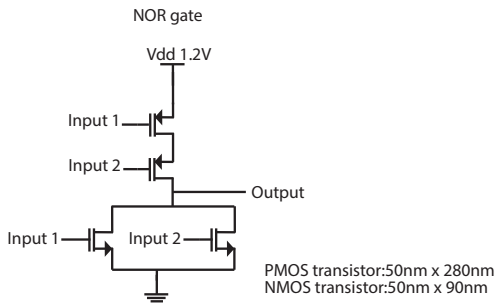 NOR gate
Vdd 1.2V
Input 1
Input 2
Output
Input 1
Input 2
PMOS transistor:50nm x 280nm
NMOS transistor:50nm x 90nm